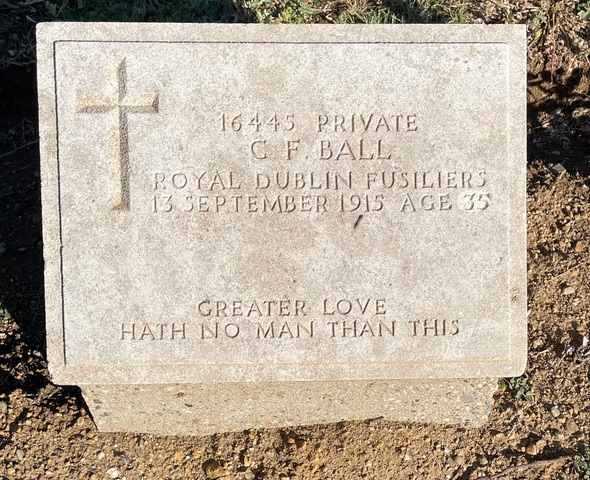 16445 PRIVATE
C. F. BALL
ROYAL DUBLIN FUSILIERS
13 SEPTEMBER 1915 AGE 35
GREATER LOVE
HATH NO MAN THAN THIS